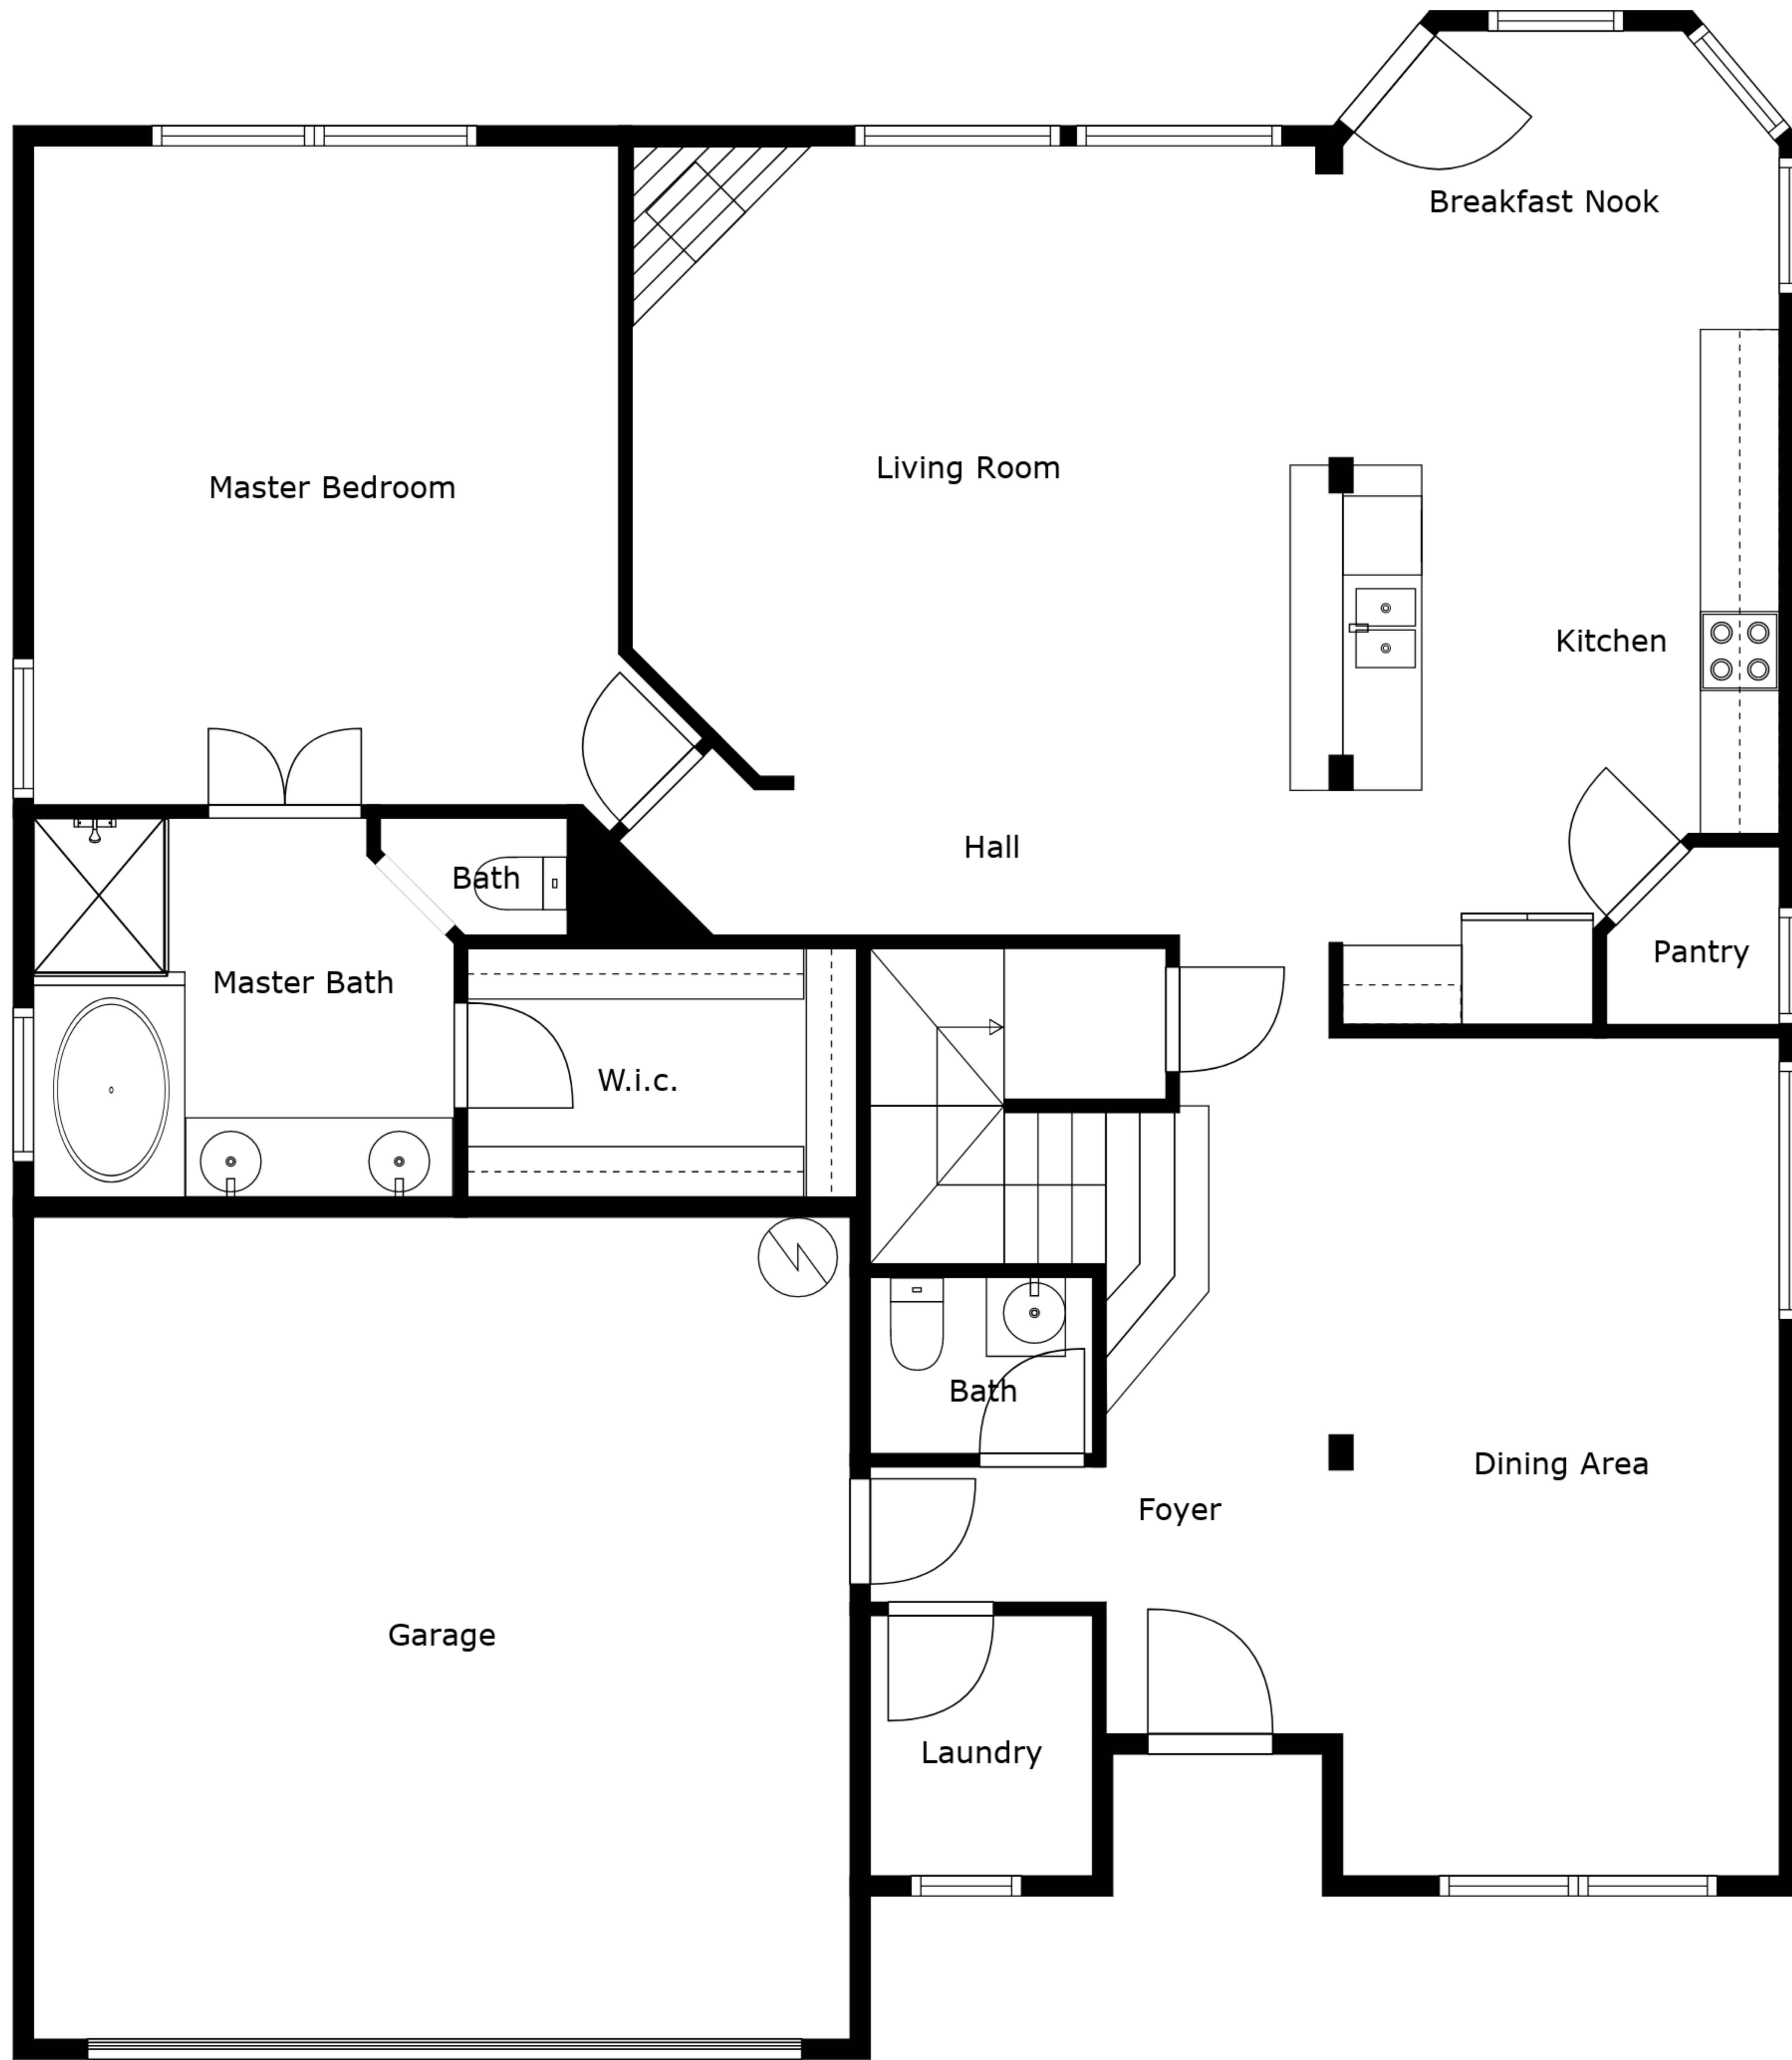 Breakfast Nook
Living Room
Master Bedroom
Kitchen
Hall
Bath
Pantry
Master Bath
W.i.c.
Bath
Dining Area
Foyer
Garage
Laundry